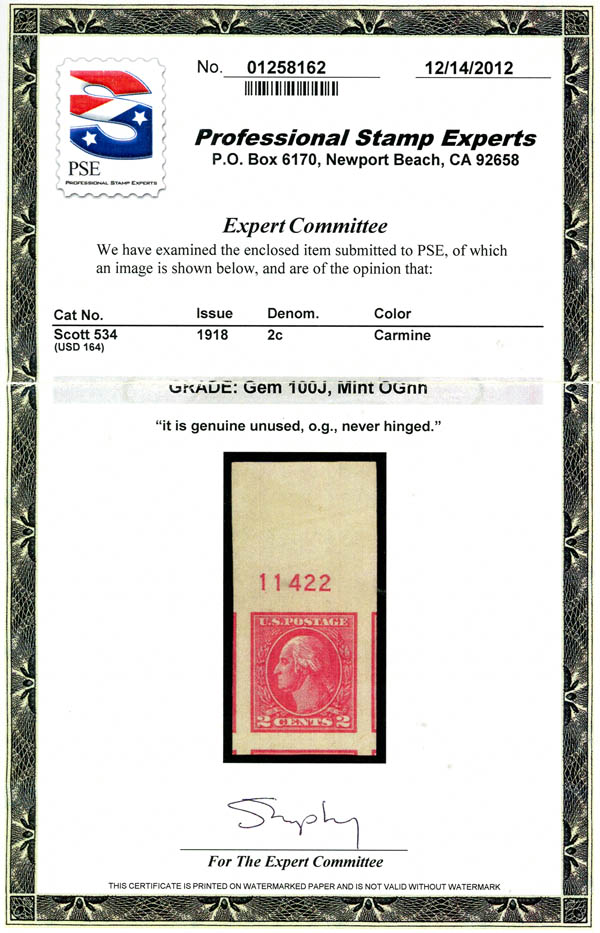 No. 01258162 12/14/2012
PSE
PROFESSIONAL STAMP EXPERTS
Professional Stamp Experts
P.O. Box 6170, Newport Beach, CA 92658
Expert Committee
We have examined the enclosed item submitted to PSE, of which
an image is shown below, and are of the opinion that:
Cat No. Issue Denom. Color
Scott 534 1918 2c Carmine
(USD 164)
GRADE: Gem 100J, Mint OGnh
“it is genuine unused, o.g., never hinged.”
11422
U.S. POSTAGE
2 CENTS 2
For The Expert Committee
THIS CERTIFICATE IS PRINTED ON WATERMARKED PAPER AND IS NOT VALID WITHOUT WATERMARK